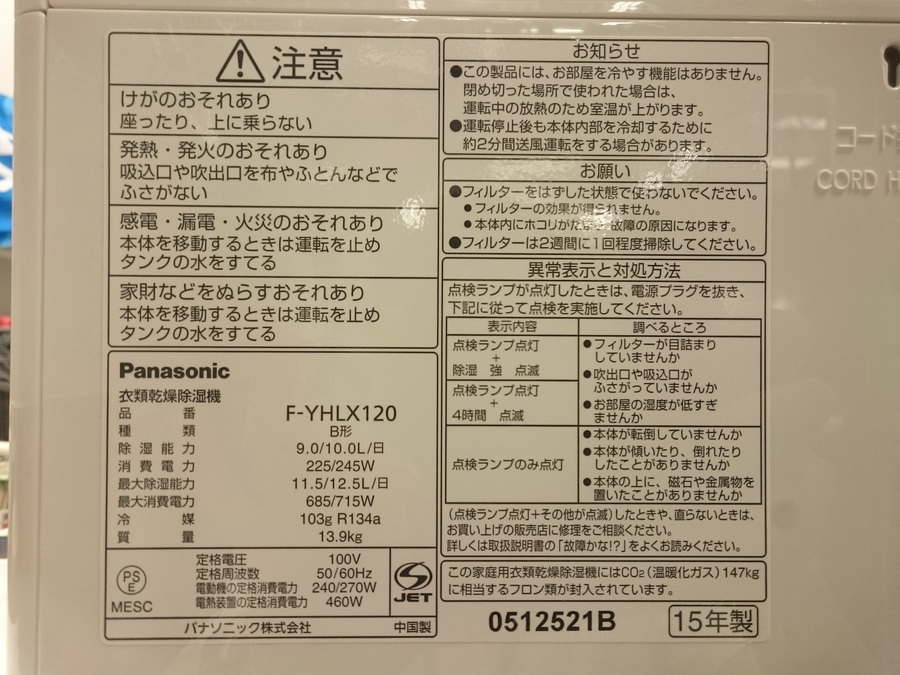 注意
けがのおそれあり
座ったり、上に乗らない
発熱・発火のおそれあり
吸込口や吹出口を布やふとんなどで
ふさがない
感電・漏電・火災のおそれあり
本体を移動するときは運転を止め
タンクの水をすてる
家財などをぬらすおそれあり
本体を移動するときは運転を止め
タンクの水をすてる
Panasonic
衣類乾燥除湿機
品番 F-YHLX120
種類 B形
除湿能力 9.0/10.0L/日
消費電力 225/245W
最大除湿能力 11.5/12.5L/日
最大消費電力 685/715W
冷媒 103g R134a
質量 13.9kg
PS
E
MESC
定格電圧 100V
定格周波数 50/60Hz
電動機の定格消費電力 240/270W
電熱装置の定格消費電力 460W
JET
パナソニック株式会社 中国製
お知らせ
●この製品には、お部屋を冷やす機能はありません。
閉め切った場所で使われた場合は、
運転中の放熱のため室温が上がります。
●運転停止後も本体内部を冷却するために
約2分間送風運転をする場合があります。
お願い
●フィルターをはずした状態で使わないでください。
●フィルターの効果が得られません。
●本体内にホコリがたまり、故障の原因になります。
●フィルターは2週間に1回程度掃除してください。
異常表示と対処方法
点検ランプが点灯したときは、電源プラグを抜き、
下記に従って点検を実施してください。
表示内容 調べるところ
点検ランプ点灯
+
除湿 強 点滅
点検ランプ点灯
+
4時間 点滅
●フィルターが目詰まり
していませんか
●吹出口や吸込口が
ふさがっていませんか
●お部屋の湿度が低すぎ
ませんか
点検ランプのみ点灯
●本体が転倒していませんか
●本体が傾いたり、倒れたり
したことがありませんか
●本体の上に、磁石や金属物を
置いたことがありませんか
(点検ランプ点灯+その他が点滅)したときや、直らないときは、
お買い上げの販売店に修理をご相談ください。
詳しくは取扱説明書の「故障かな!?」をよくお読みください。
この家庭用衣類乾燥除湿機にはCO2(温暖化ガス)147kg
に相当するフロン類が封入されています。
0512521B 15年製
コード
CORD H